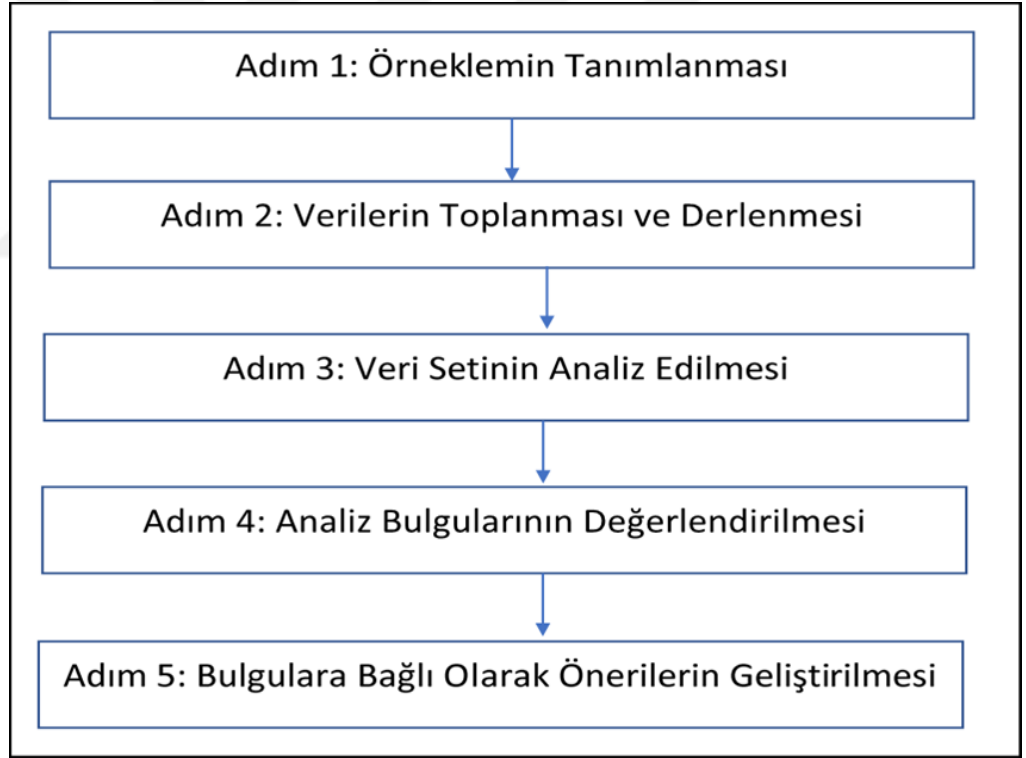 Adım 1: Örneklemin Tanımlanması
Adım 2: Verilerin Toplanması ve Derlenmesi
Adım 3: Veri Setinin Analiz Edilmesi
Adım 4: Analiz Bulgularının Değerlendirilmesi
Adım 5: Bulgulara Bağlı Olarak Önerilerin Geliştirilmesi